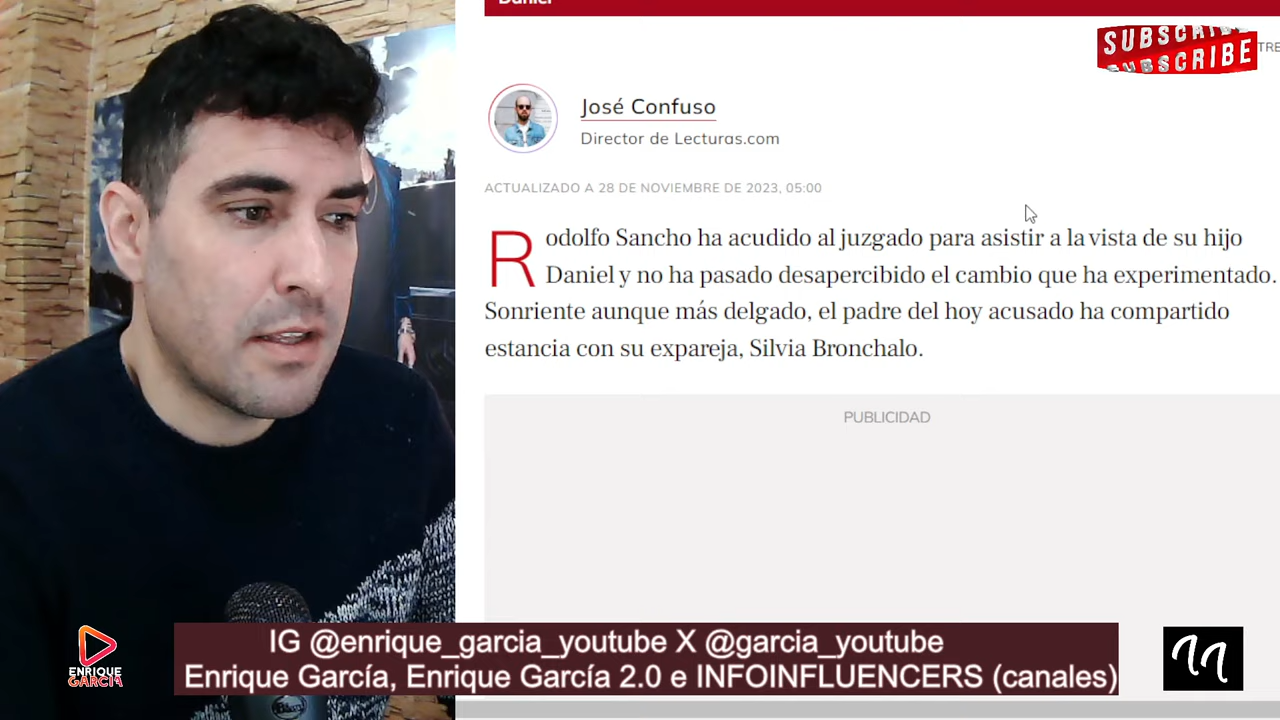 Daniel
SUBSCRIBE
SUBSCRIBE
José Confuso
Director de Lecturas.com
ACTUALIZADO A 28 DE NOVIEMBRE DE 2023, 05:00
Rodolfo Sancho ha acudido al juzgado para asistir a la vista de su hijo
Daniel y no ha pasado desapercibido el cambio que ha experimentado.
Sonriente aunque más delgado, el padre del hoy acusado ha compartido
estancia con su expareja, Silvia Bronchalo.
PUBLICIDAD
IG @enrique_garcia_youtube X @garcia_youtube
Enrique García, Enrique García 2.0 e INFOINFLUENCERS (canales)
ENRIQUE
GARCÍA